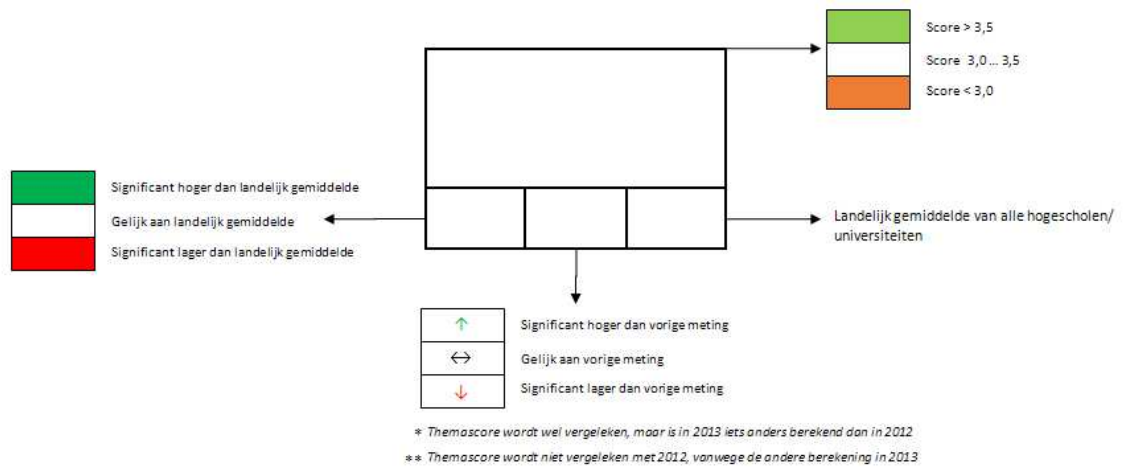 Score > 3,5
Score 3,0... 3,5
Score < 3,0
Significant hoger dan landelijk gemiddelde
Gelijk aan landelijk gemiddelde
Significant lager dan landelijk gemiddelde
Landelijk gemiddelde van alle hogescholen/
universiteiten
↑ Significant hoger dan vorige meting
↔ Gelijk aan vorige meting
↓ Significant lager dan vorige meting
* Themascore wordt wel vergeleken, maar is in 2013 iets anders berekend dan in 2012
** Themascore wordt niet vergeleken met 2012, vanwege de andere berekening in 2013